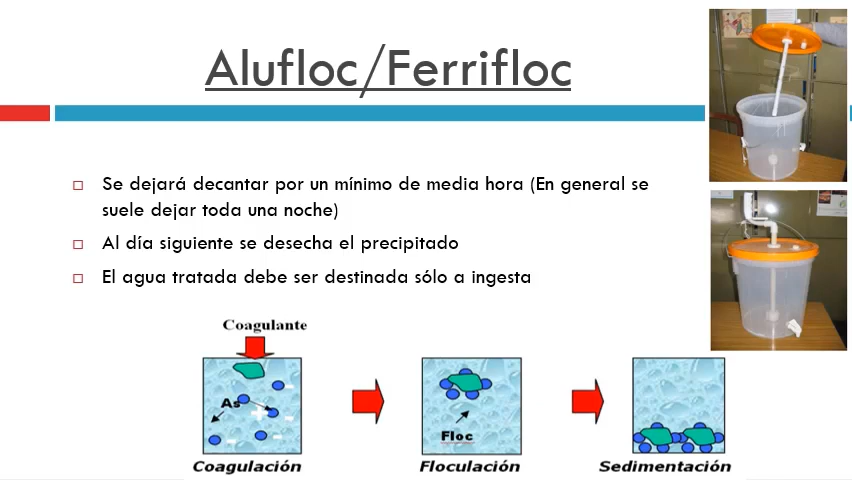 Alufloc/Ferrifloc
Se dejará decantar por un mínimo de media hora (En general se
suele dejar toda una noche)
Al día siguiente se desecha el precipitado
El agua tratada debe ser destinada sólo a ingesta
Coagulante
As
Floc
Coagulación
Floculación
Sedimentación